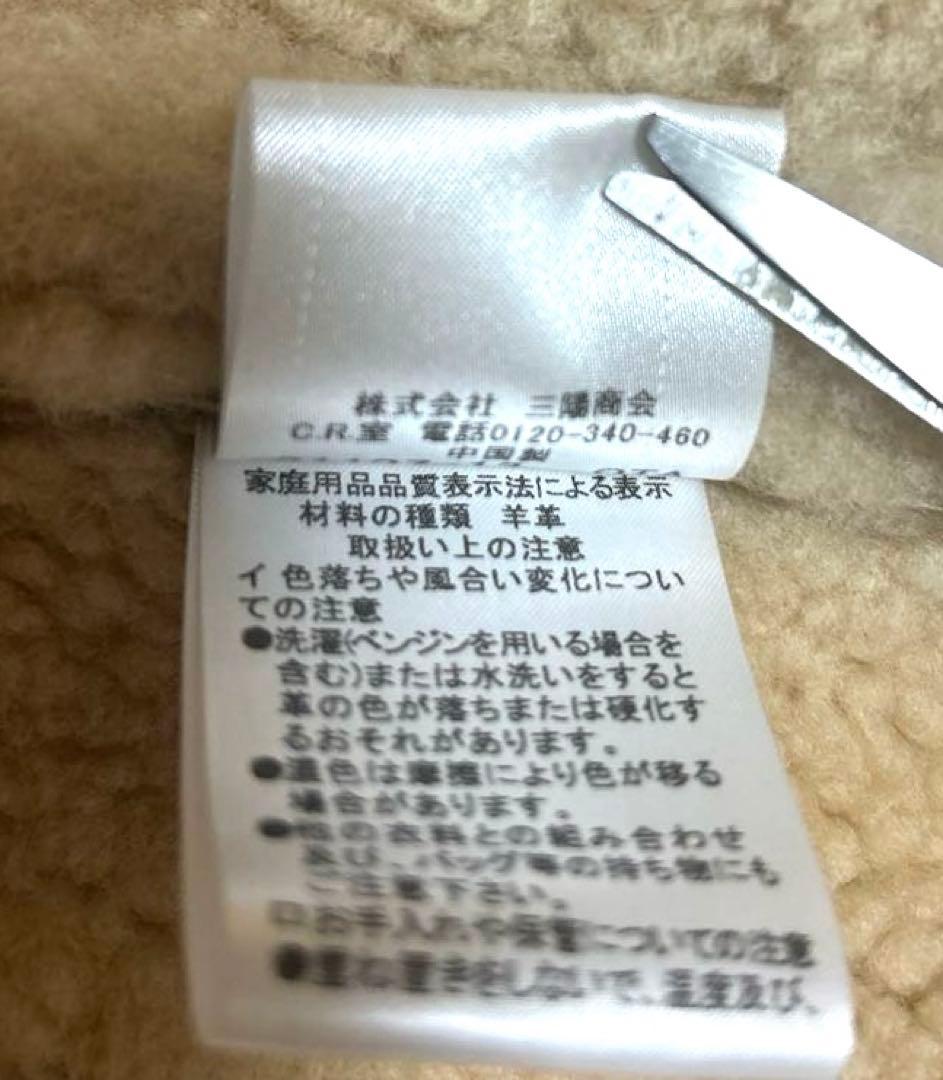 株式会社 三陽商会
C.R.室 電話0120-340-460
中国製
家庭用品品質表示法による表示
材料の種類 羊革
取扱い上の注意
イ 色落ちや風合い変化につい
ての注意
●洗濯(ベンジンを用いる場合を
含む)または水洗いをすると
革の色が落ちまたは硬化す
るおそれがあります。
●濃色は摩擦により色が移る
場合があります。
●他の衣料との組み合わせ
及び、バッグ等の持ち物にも
ご注意下さい。
ロ お手入れや保管についての注意
●重ね置きをしないで、温度及び、